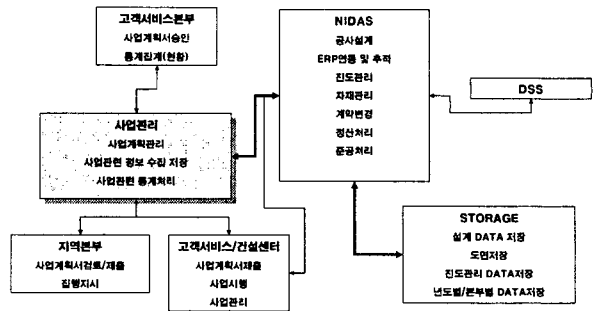 고객서비스본부
사업계획서승인
통계집계(현황)
NIDAS
공사설계
ERP연동 및 추적
진도관리
자재관리
계약변경
정산처리
준공처리
DSS
사업관리
사업계획관리
사업관련 정보 수집 저장
사업관련 통계처리
지역본부
사업계획서검토/제출
집행지시
고객서비스/건설센터
사업계획서제출
사업시행
사업관리
STORAGE
설계 DATA 저장
도면저장
진도관리 DATA저장
년도별/본부별 DATA저장